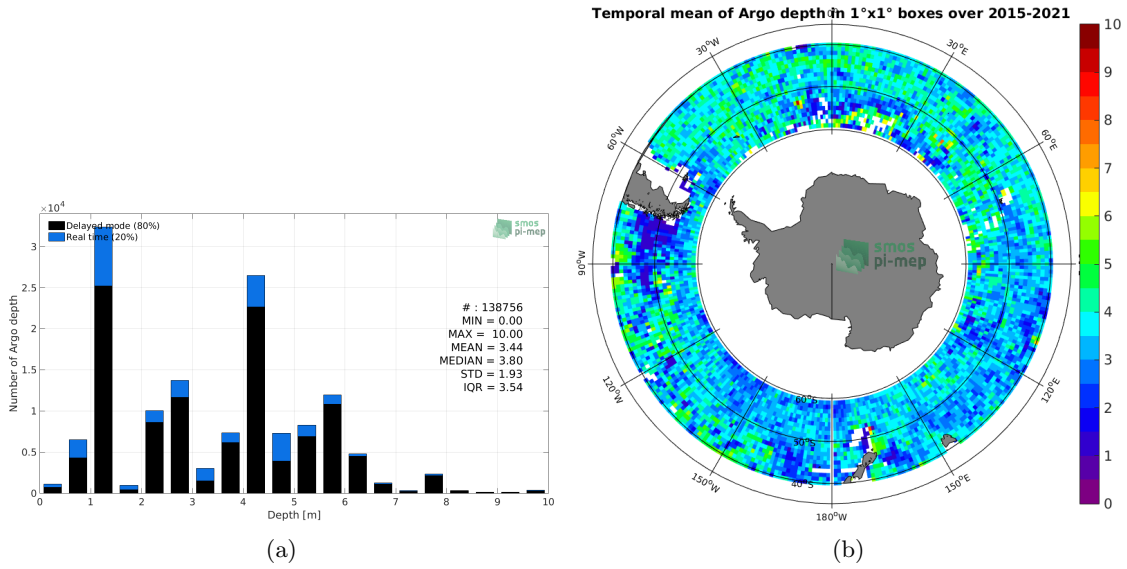 Temporal mean of Argo depth in 1°x1° boxes over 2015-2021
×10⁴
Delayed mode (80%)
Real time (20%)
smos
pi-mep
# : 138756
MIN = 0.00
MAX = 10.00
MEAN = 3.44
MEDIAN = 3.80
STD = 1.93
IQR = 3.54
Number of Argo depth
3
2.5
2
1.5
1
0.5
0
0 1 2 3 4 5 6 7 8 9 10
Depth [m]
(a)
0°
30°W
30°E
60°W
60°E
90°W
120°W
120°E
150°W
150°E
180°W
60°S
50°S
40°S
smos
pi-mep
10
9
8
7
6
5
4
3
2
1
0
(b)